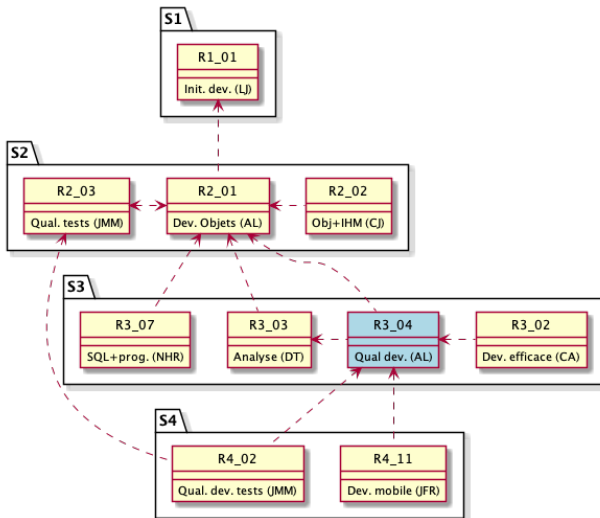 S1
R1_01
Init. dev. (LJ)
S2
R2_03
Qual. tests (JMM)
R2_01
Dev. Objets (AL)
R2_02
Obj+IHM (CJ)
S3
R3_07
SQL+prog. (NHR)
R3_03
Analyse (DT)
R3_04
Qual dev. (AL)
R3_02
Dev. efficace (CA)
S4
R4_02
Qual. dev. tests (JMM)
R4_11
Dev. mobile (JFR)